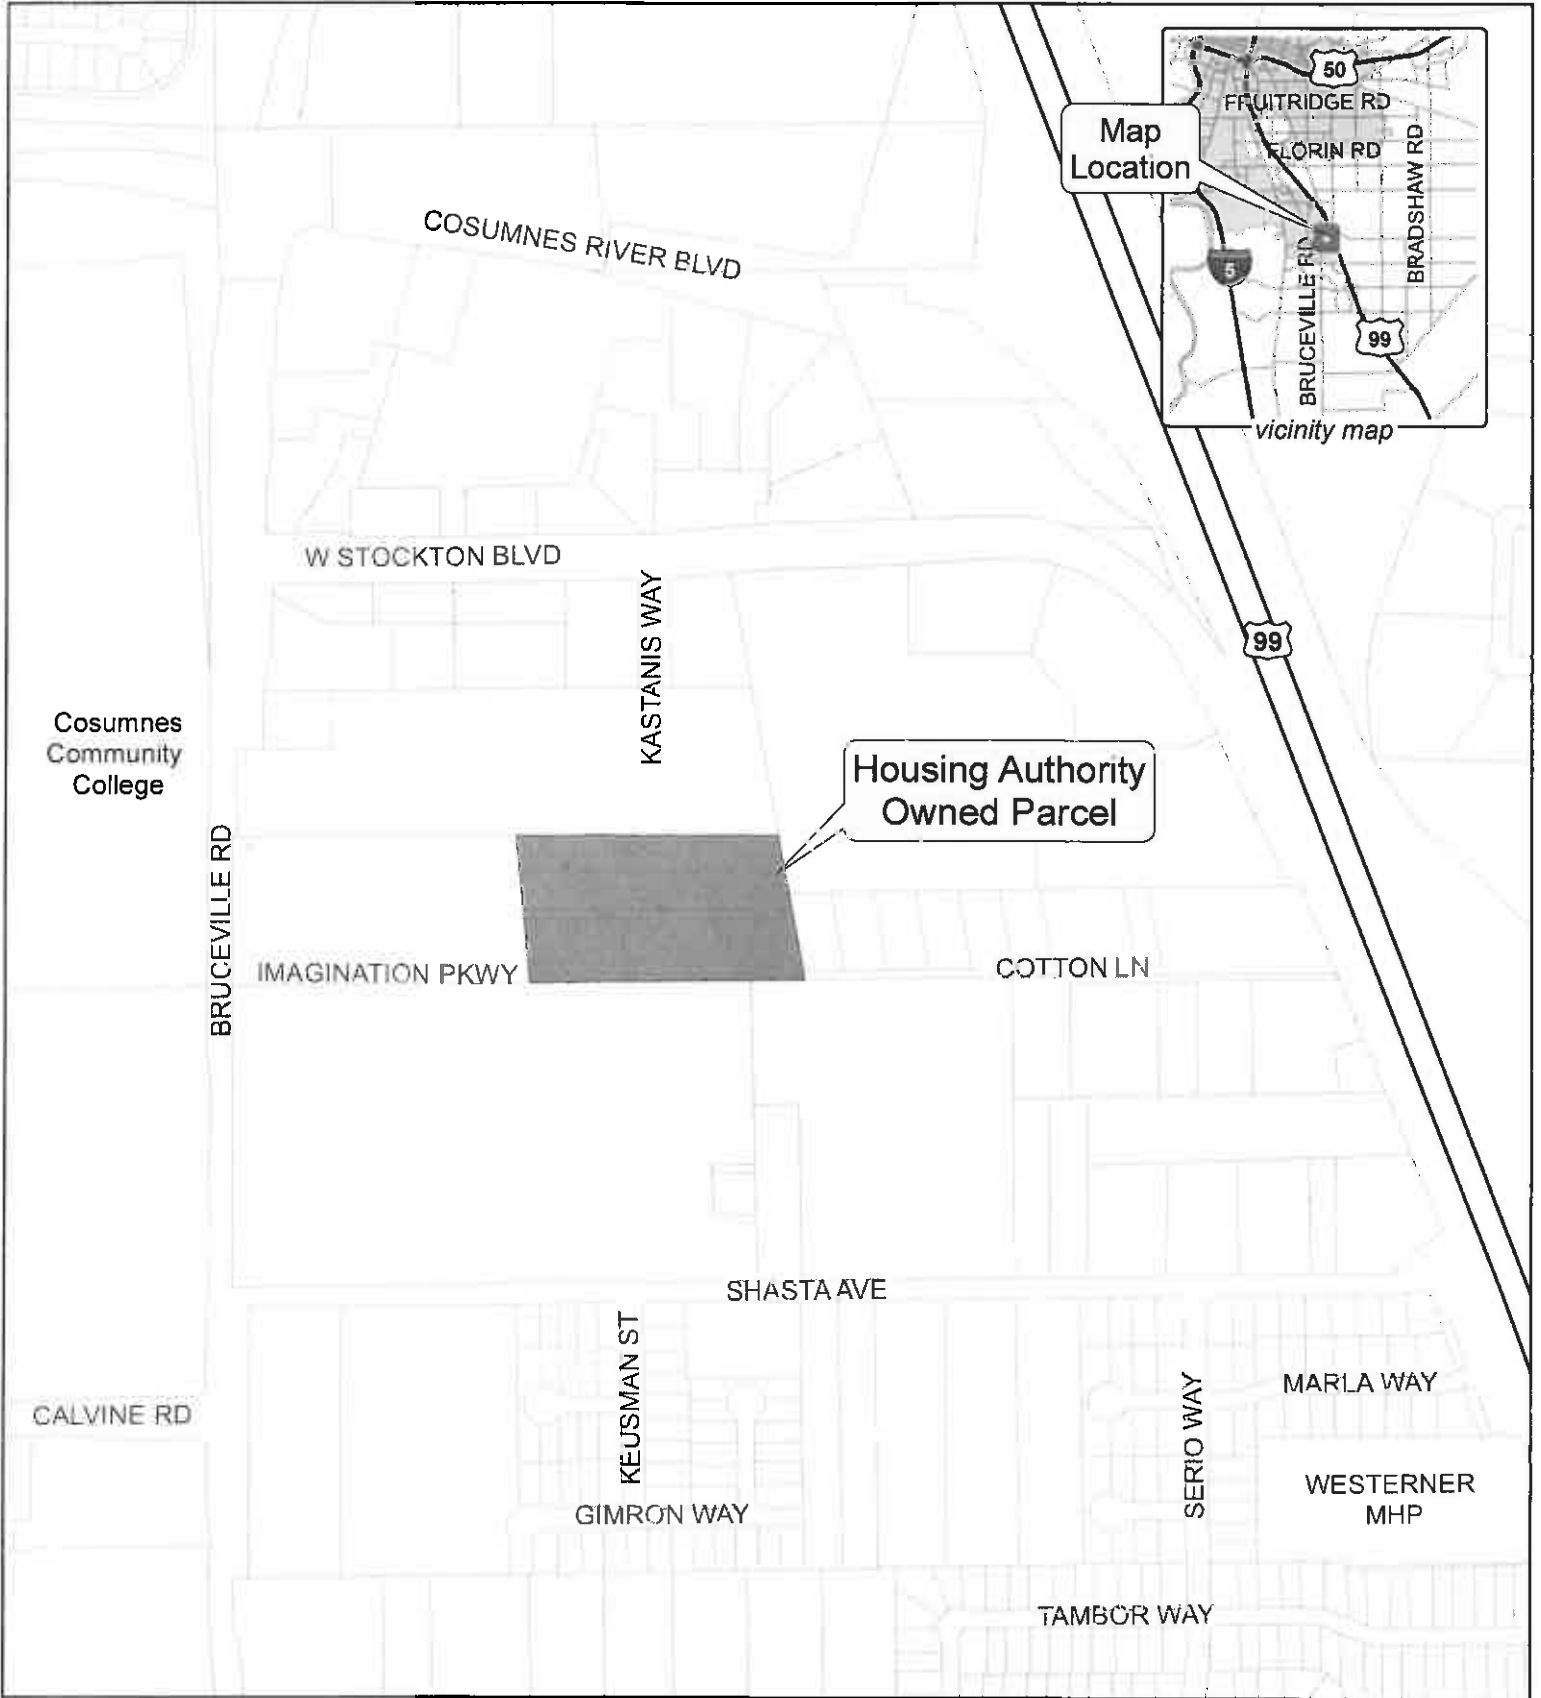 50
FRUITRIDGE RD
Map
Location
FLORIN RD
BRADSHAW RD
COSUMNES RIVER BLVD
5
BRUCEVILLE RD
99
vicinity map
W STOCKTON BLVD
KASTANIS WAY
99
Cosumnes
Community
College
Housing Authority
Owned Parcel
BRUCEVILLE RD
IMAGINATION PKWY
COTTON LN
SHASTA AVE
KEUSMAN ST
MARLA WAY
CALVINE RD
SERIO WAY
WESTERNER
MHP
GIMRON WAY
TAMBOR WAY